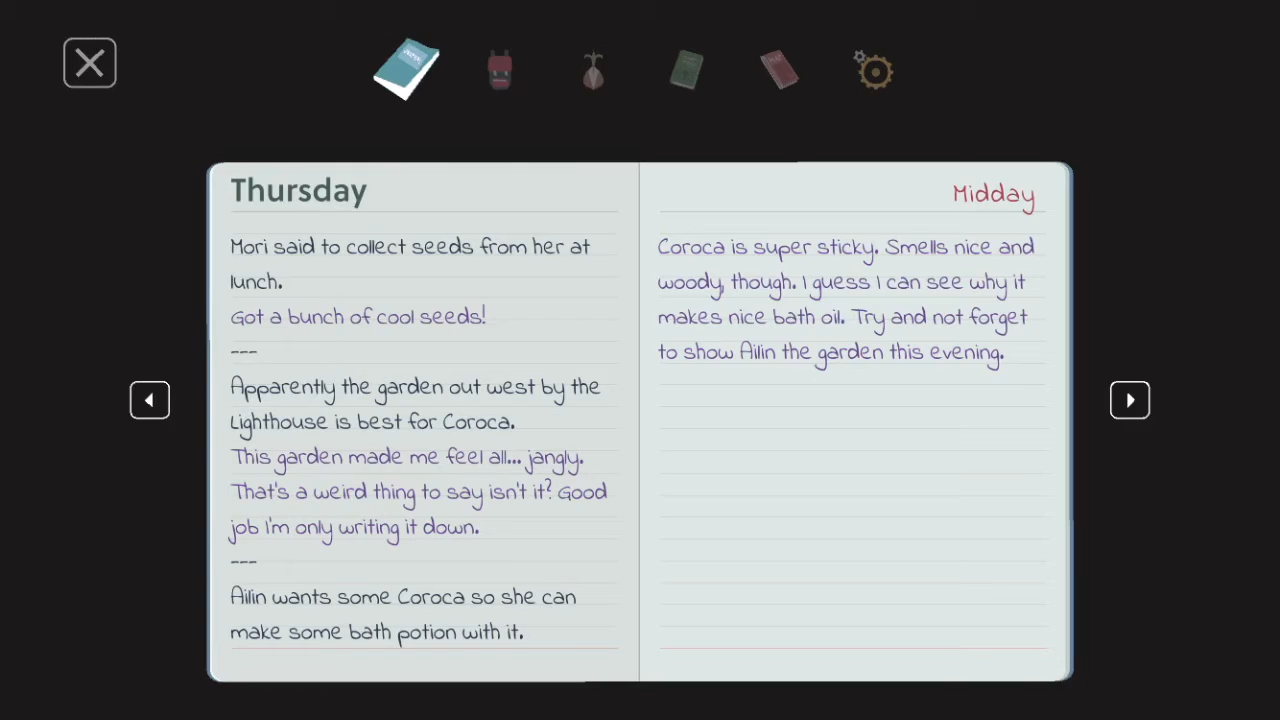 Thursday
Mori said to collect seeds from her at
lunch.
Got a bunch of cool seeds!
---
Apparently the garden out west by the
Lighthouse is best for Coroca.
This garden made me feel all... jangly.
That's a weird thing to say isn't it? Good
job I'm only writing it down.
---
Ailin wants some Coroca so she can
make some bath potion with it.
Midday
Coroca is super sticky. Smells nice and
woody, though. I guess I can see why it
makes nice bath oil. Try and not forget
to show Ailin the garden this evening.